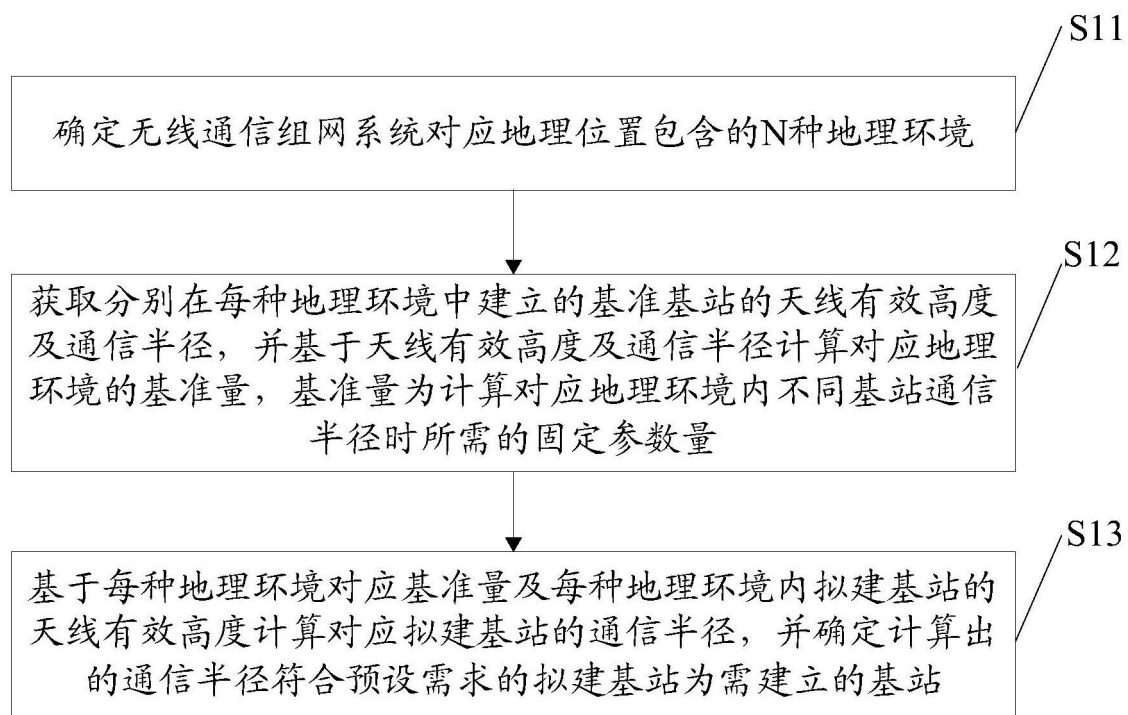 S11
确定无线通信组网系统对应地理位置包含的N种地理环境
S12
获取分别在每种地理环境中建立的基准基站的天线有效高度
及通信半径，并基于天线有效高度及通信半径计算对应地理
环境的基准量，基准量为计算对应地理环境内不同基站通信
半径时所需的固定参数量
S13
基于每种地理环境对应基准量及每种地理环境内拟建基站的
天线有效高度计算对应拟建基站的通信半径，并确定计算出
的通信半径符合预设需求的拟建基站为需建立的基站